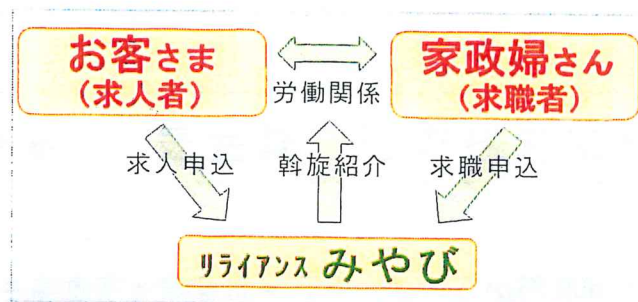 お客さま
(求人者)
家政婦さん
(求職者)
労働関係
求人申込
斡旋紹介
求職申込
リライアンス みやび